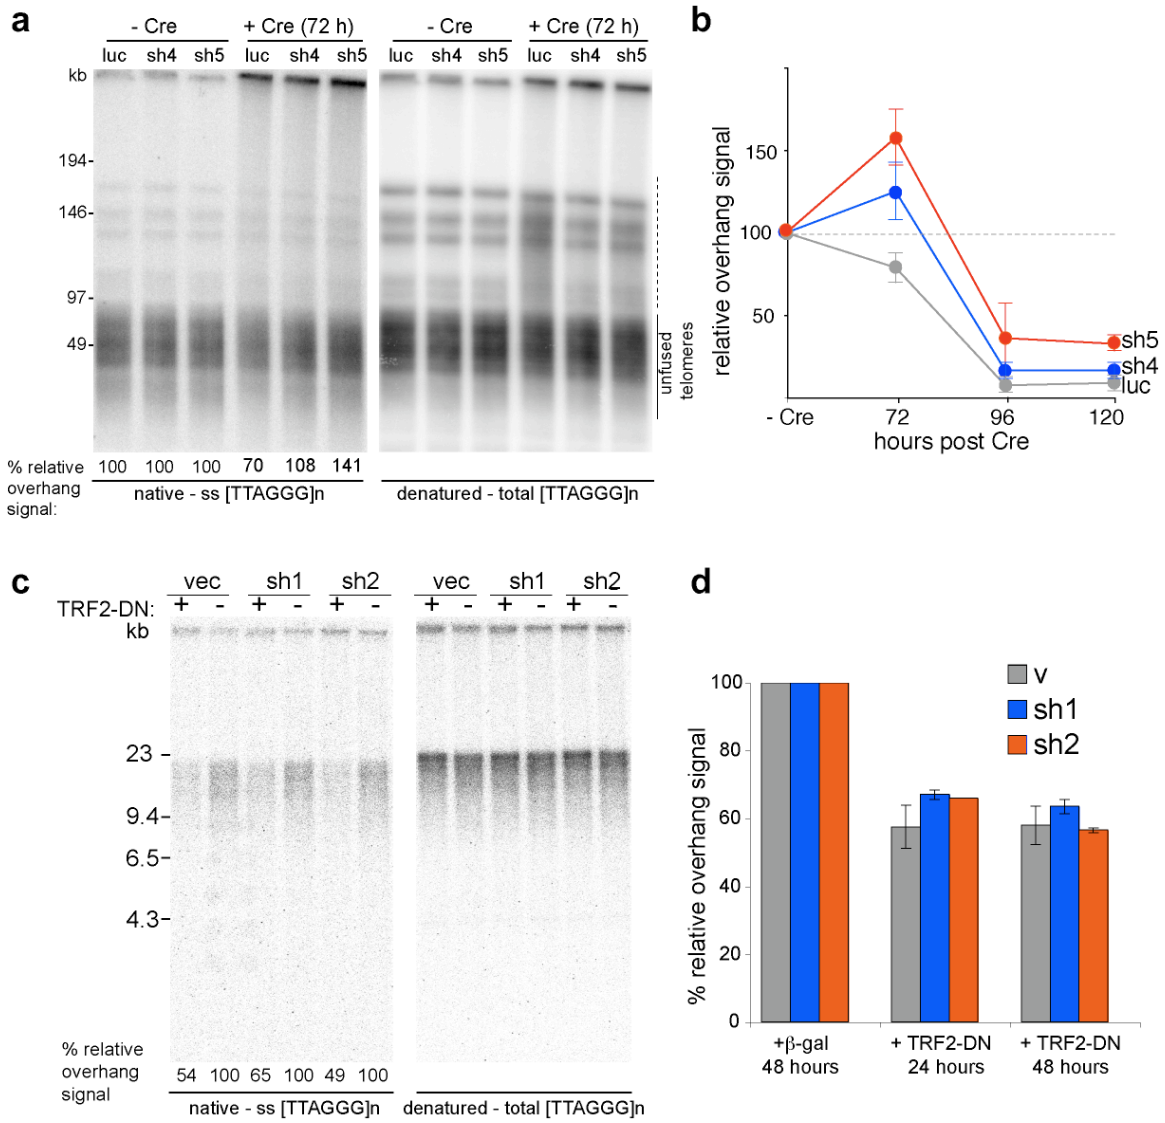 a
- Cre
+ Cre (72 h)
- Cre
+ Cre (72 h)
luc sh4 sh5 luc sh4 sh5 luc sh4 sh5 luc sh4 sh5
kb
194-
146-
97-
49-
unfused
telomeres
% relative
overhang
signal:
100 100 100 70 108 141
native - ss [TTAGGG]n
denatured - total [TTAGGG]n
b
relative overhang signal
150
100
50
sh5
sh4
luc
- Cre 72 96 120
hours post Cre
c
vec sh1 sh2 vec sh1 sh2
TRF2-DN: + - + - + - + - + - + -
kb
23
9.4
6.5
4.3
% relative
overhang
signal
54 100 65 100 49 100
native - ss [TTAGGG]n
denatured - total [TTAGGG]n
d
v
sh1
sh2
% relative overhang signal
100
80
60
40
20
0
+β-gal
48 hours
+ TRF2-DN
24 hours
+ TRF2-DN
48 hours